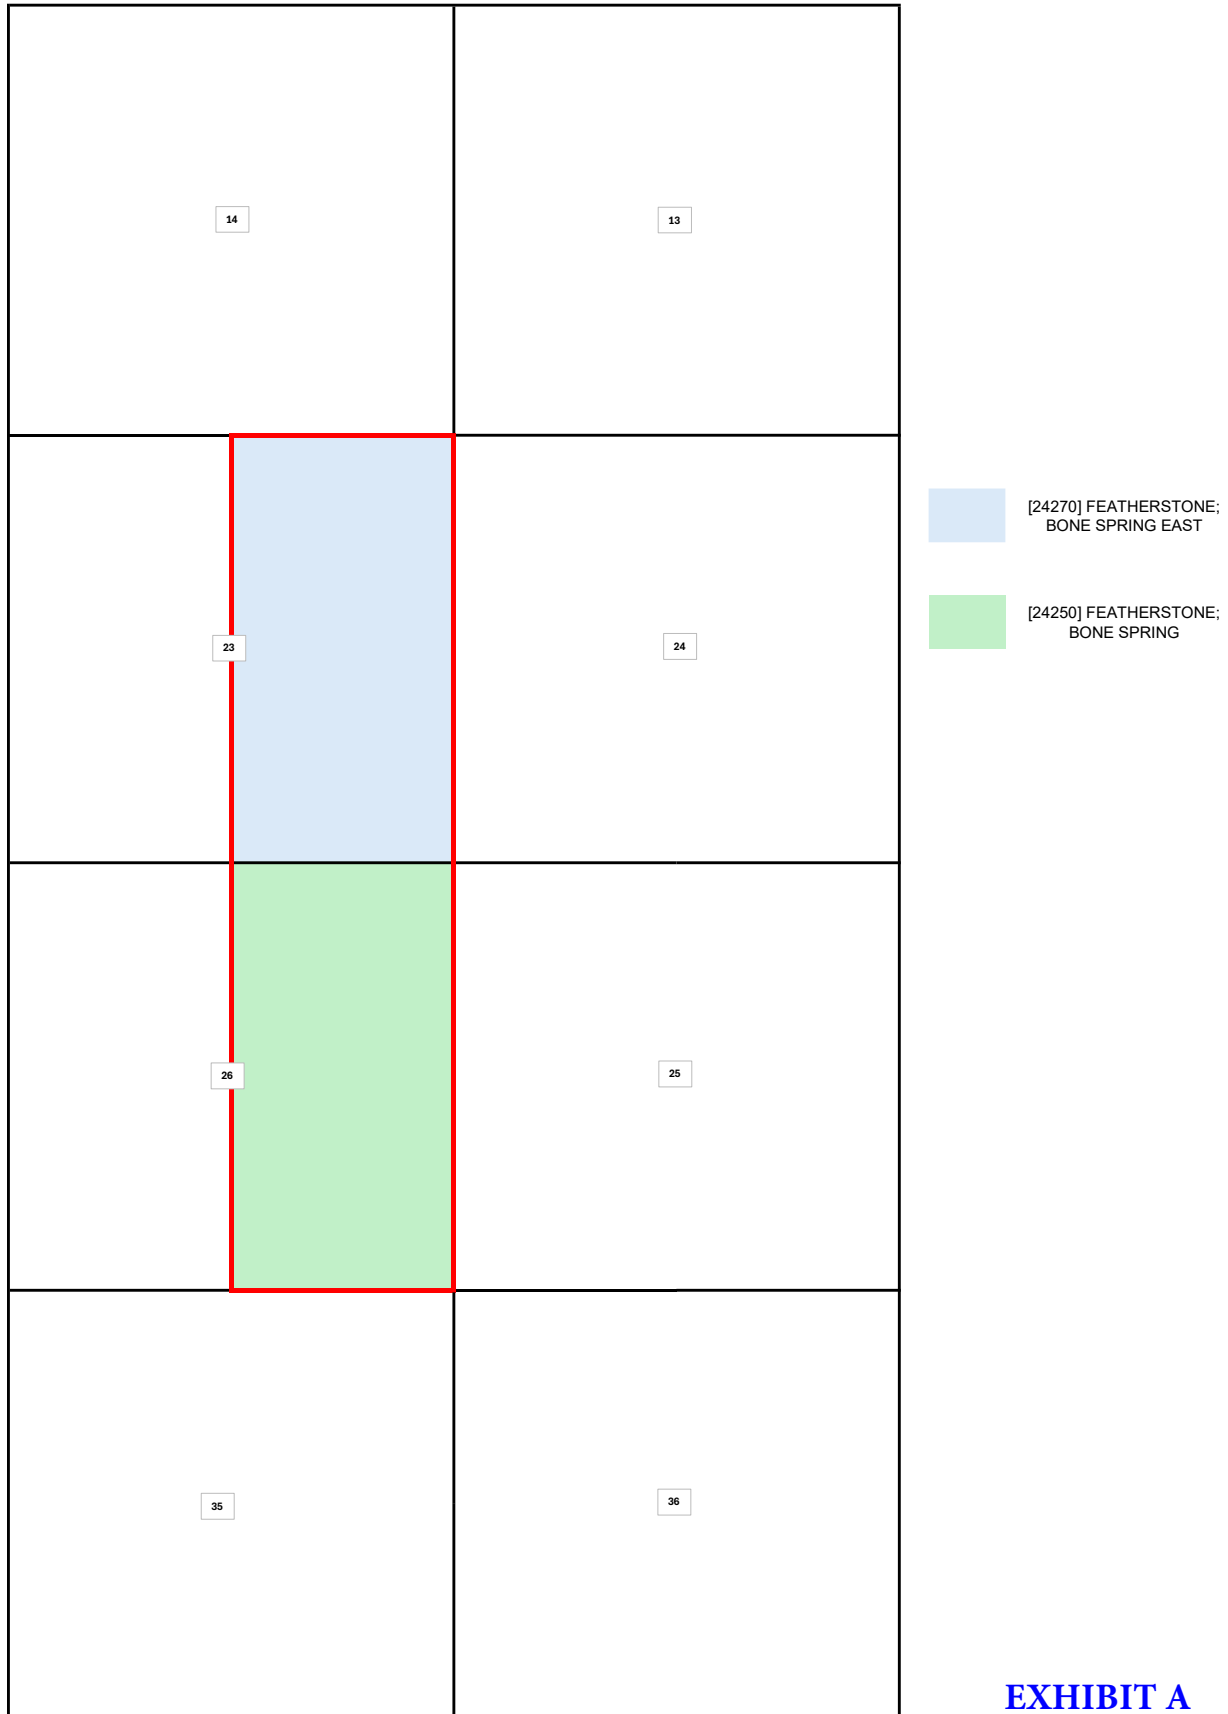 14
13
[24270] FEATHERSTONE;
BONE SPRING EAST
[24250] FEATHERSTONE;
BONE SPRING
23
24
26
25
35
36
EXHIBIT A